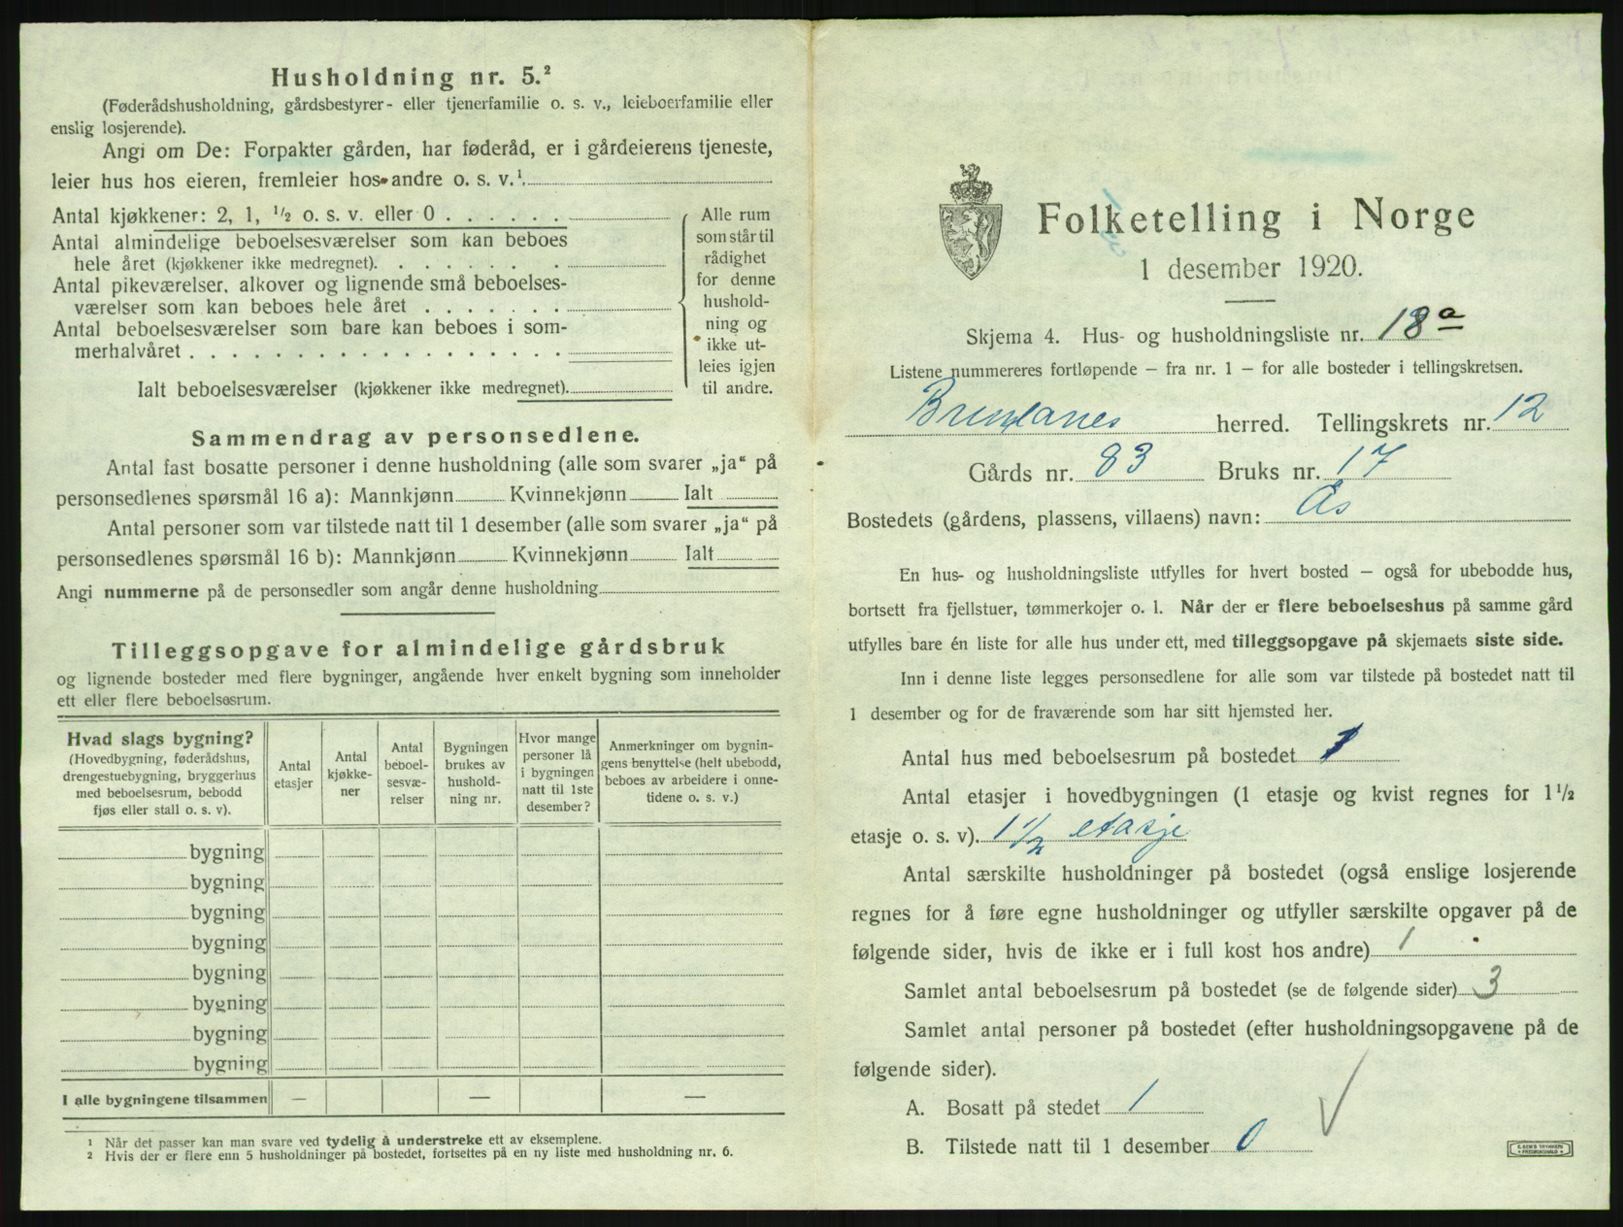 Husholdning nr. 5.²
(Føderådshusholdning, gårdsbestyrer- eller tjenerfamilie o. s. v., leieboerfamilie eller
enslig losjerende).
Angi om De: Forpakter gården, har føderåd, er i gårdeierens tjeneste,
leier hus hos eieren, fremleier hos andre o. s. v.¹
Antal kjøkkener: 2, 1, ½ o. s. v. eller 0
Antal almindelige beboelsesværelser som kan beboes
hele året (kjøkkener ikke medregnet).
Antal pikeværelser, alkover og lignende små beboelses-
værelser som kan beboes hele året
Antal beboelsesværelser som bare kan beboes i som-
merhalvåret
Ialt beboelsesværelser (kjøkkener ikke medregnet).
Alle rum
som står til
rådighet
for denne
hushold-
ning og
ikke ut-
leies igjen
til andre.
Sammendrag av personsedlene.
Antal fast bosatte personer i denne husholdning (alle som svarer „ja“ på
personsedlenes spørsmål 16 a): Mannkjønn Kvinnekjønn Ialt
Antal personer som var tilstede natt til 1 desember (alle som svarer „ja“ på
personsedlenes spørsmål 16 b): Mannkjønn Kvinnekjønn Ialt
Angi nummerne på de personsedler som angår denne husholdning
Tilleggsopgave for almindelige gårdsbruk
og lignende bosteder med flere bygninger, angående hver enkelt bygning som inneholder
ett eller flere beboelsesrum.
Hvad slags bygning?
(Hovedbygning, føderådshus,
drengestuebygning, bryggerhus
med beboelsesrum, bebodd
fjøs eller stall o. s. v).
Antal
etasjer
Antal
kjøkke-
ner
Antal
beboel-
sesvæ-
relser
Bygningen
brukes av
hushold-
ning nr.
Hvor mange
personer lå
i bygningen
natt til 1ste
desember?
Anmerkninger om bygnin-
gens benyttelse (helt ubebodd,
beboes av arbeidere i onne-
tidene o. s. v.)
bygning
bygning
bygning
bygning
bygning
bygning
bygning
bygning
I alle bygningene tilsammen — — —
¹ Når det passer kan man svare ved tydelig å understreke ett av eksemplene.
² Hvis der er flere enn 5 husholdninger på bostedet, fortsettes på en ny liste med husholdning nr. 6.
Folketelling i Norge
1 desember 1920.
Skjema 4. Hus- og husholdningsliste nr. 18 a
Listene nummereres fortløpende – fra nr. 1 – for alle bosteder i tellingskretsen.
Bremanes herred. Tellingskrets nr. 12
Gårds nr. 83 Bruks nr. 17
Bostedets (gårdens, plassens, villaens) navn: Ås
En hus- og husholdningsliste utfylles for hvert bosted – også for ubebodde hus,
bortsett fra fjellstuer, tømmerkojer o. l. Når der er flere beboelseshus på samme gård
utfylles bare én liste for alle hus under ett, med tilleggsopgave på skjemaets siste side.
Inn i denne liste legges personsedlene for alle som var tilstede på bostedet natt til
1 desember og for de fraværende som har sitt hjemsted her.
Antal hus med beboelsesrum på bostedet 1
Antal etasjer i hovedbygningen (1 etasje og kvist regnes for 1½
etasje o. s. v). 1 ½ etasje
Antal særskilte husholdninger på bostedet (også enslige losjerende
regnes for å føre egne husholdninger og utfyller særskilte opgaver på de
følgende sider, hvis de ikke er i full kost hos andre) 1
Samlet antal beboelsesrum på bostedet (se de følgende sider) 3
Samlet antal personer på bostedet (efter husholdningsopgavene på de
følgende sider).
A. Bosatt på stedet 1
B. Tilstede natt til 1 desember 0